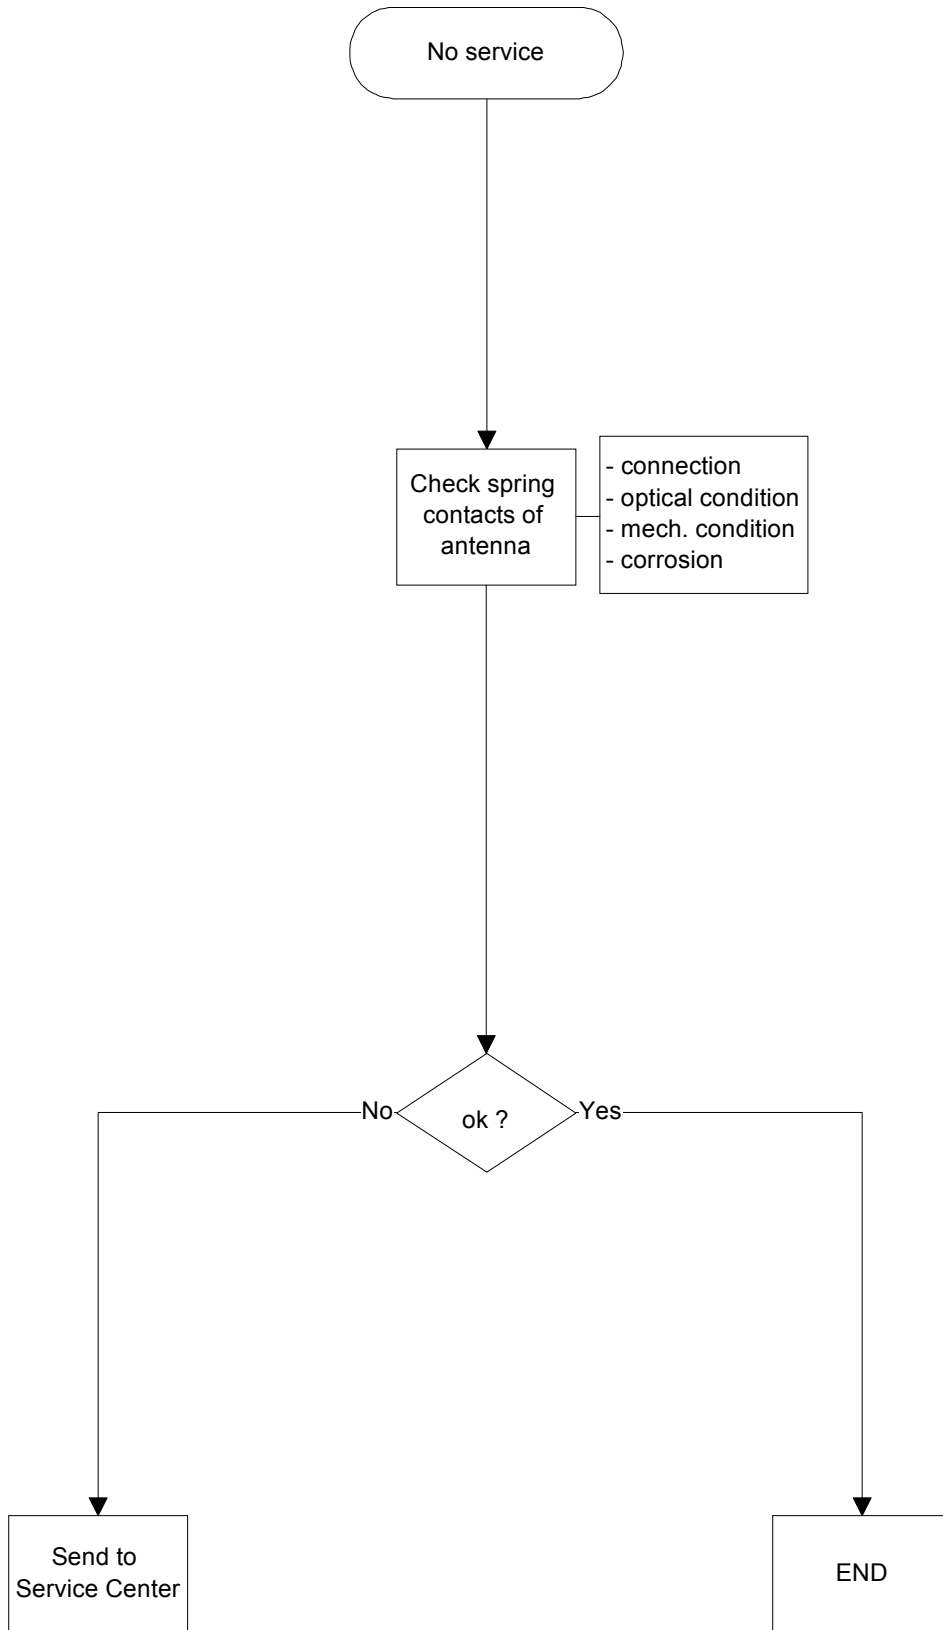 No service
Check spring
contacts of
antenna
- connection
- optical condition
- mech. condition
- corrosion
No
ok ?
Yes
Send to
Service Center
END